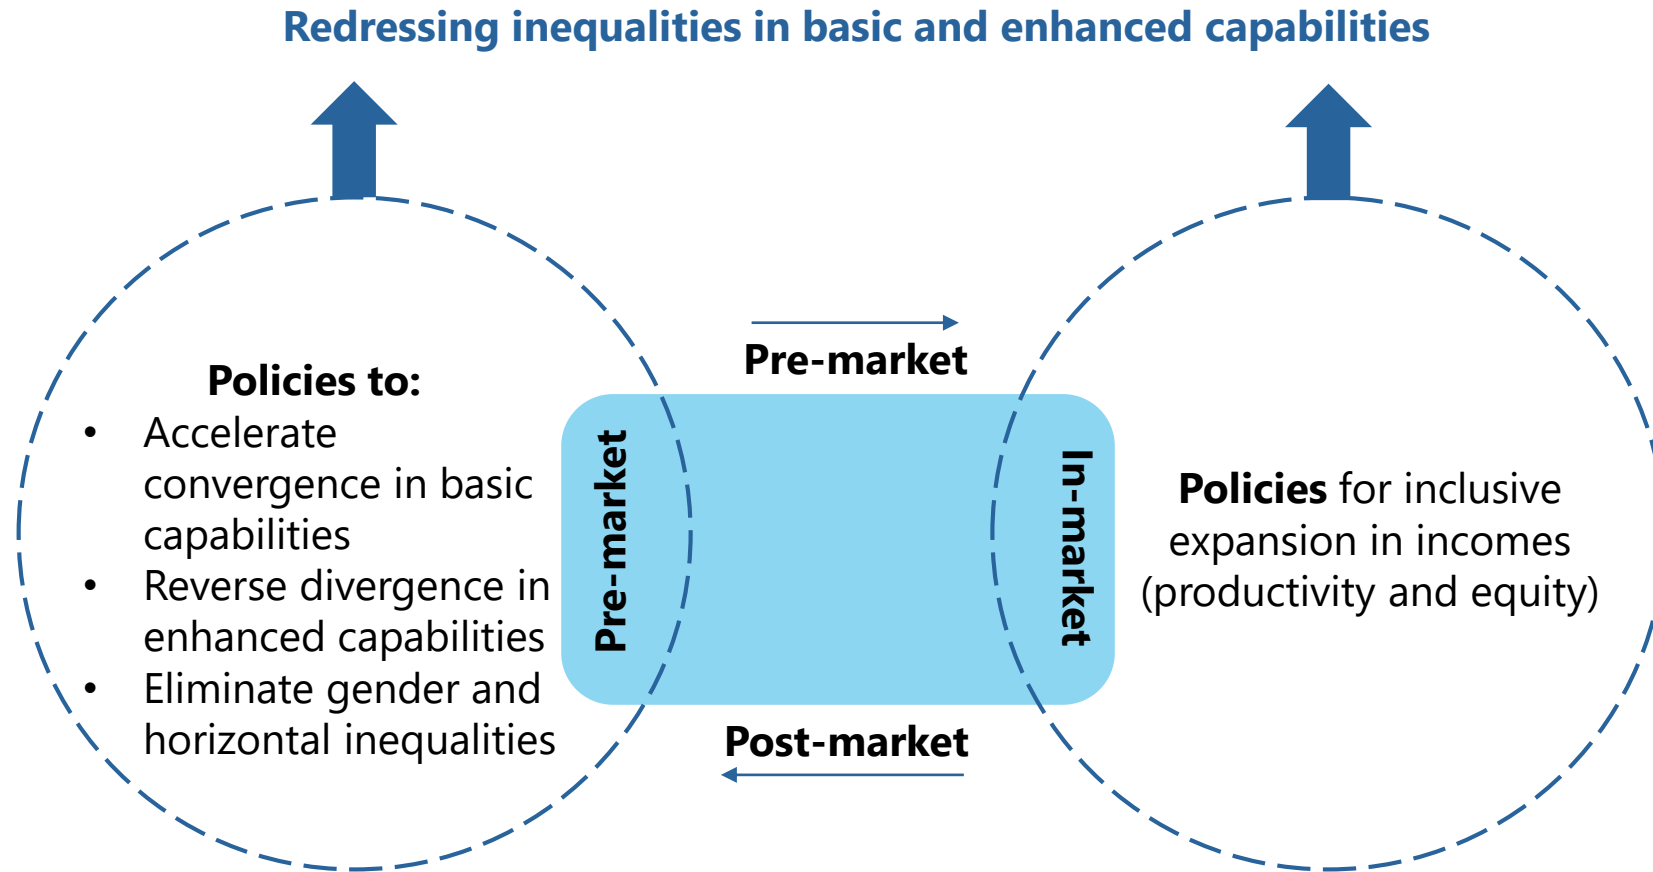 Redressing inequalities in basic and enhanced capabilities
Policies to:
• Accelerate
convergence in basic
capabilities
• Reverse divergence in
enhanced capabilities
• Eliminate gender and
horizontal inequalities
Pre-market
Pre-market
Post-market
In-market
Policies for inclusive
expansion in incomes
(productivity and equity)